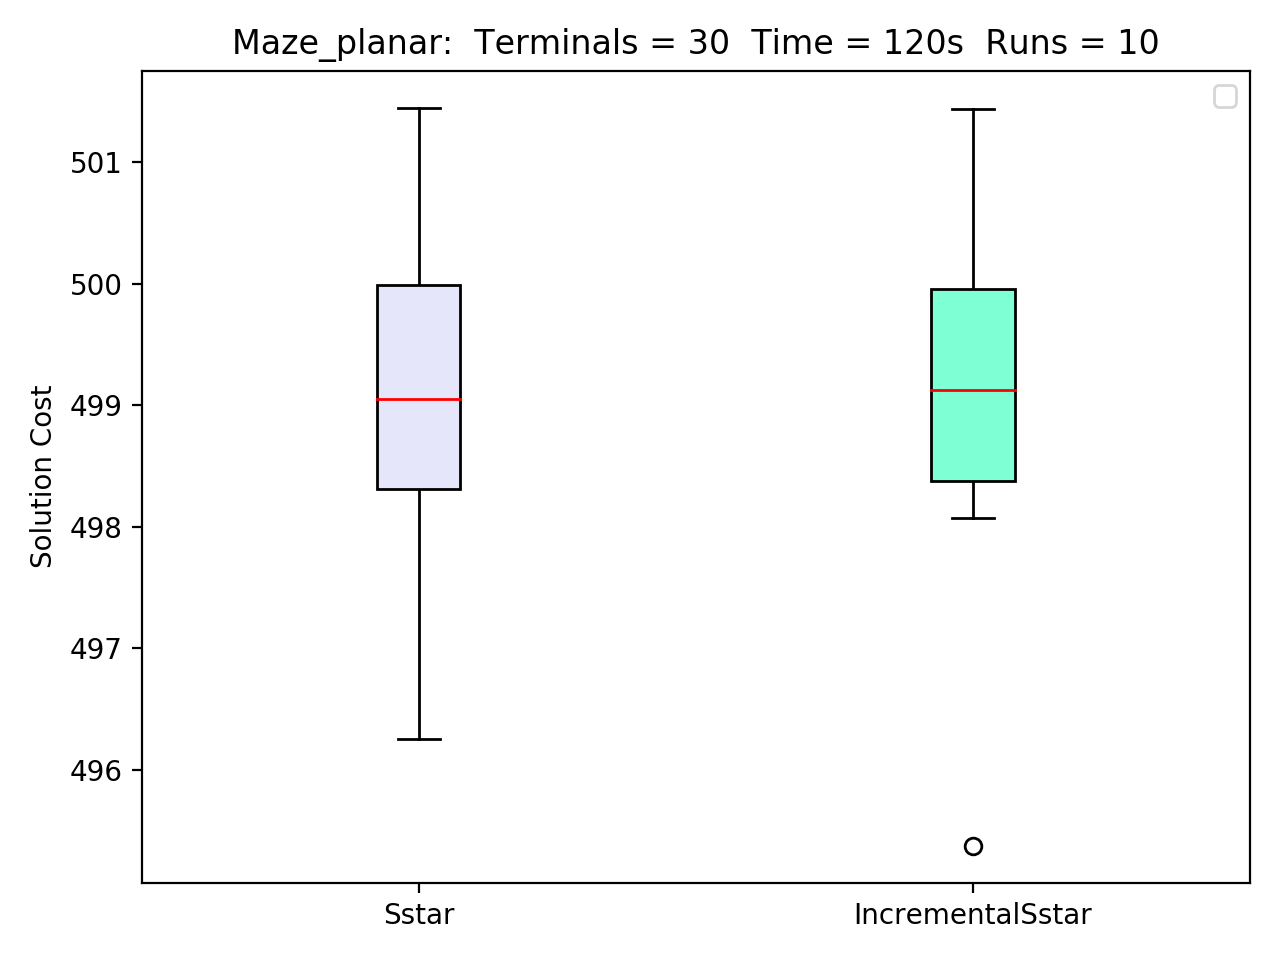 Maze_planar:  Terminals = 30  Time = 120s  Runs = 10
501
500
499
498
497
496
Solution Cost
Sstar
IncrementalSstar